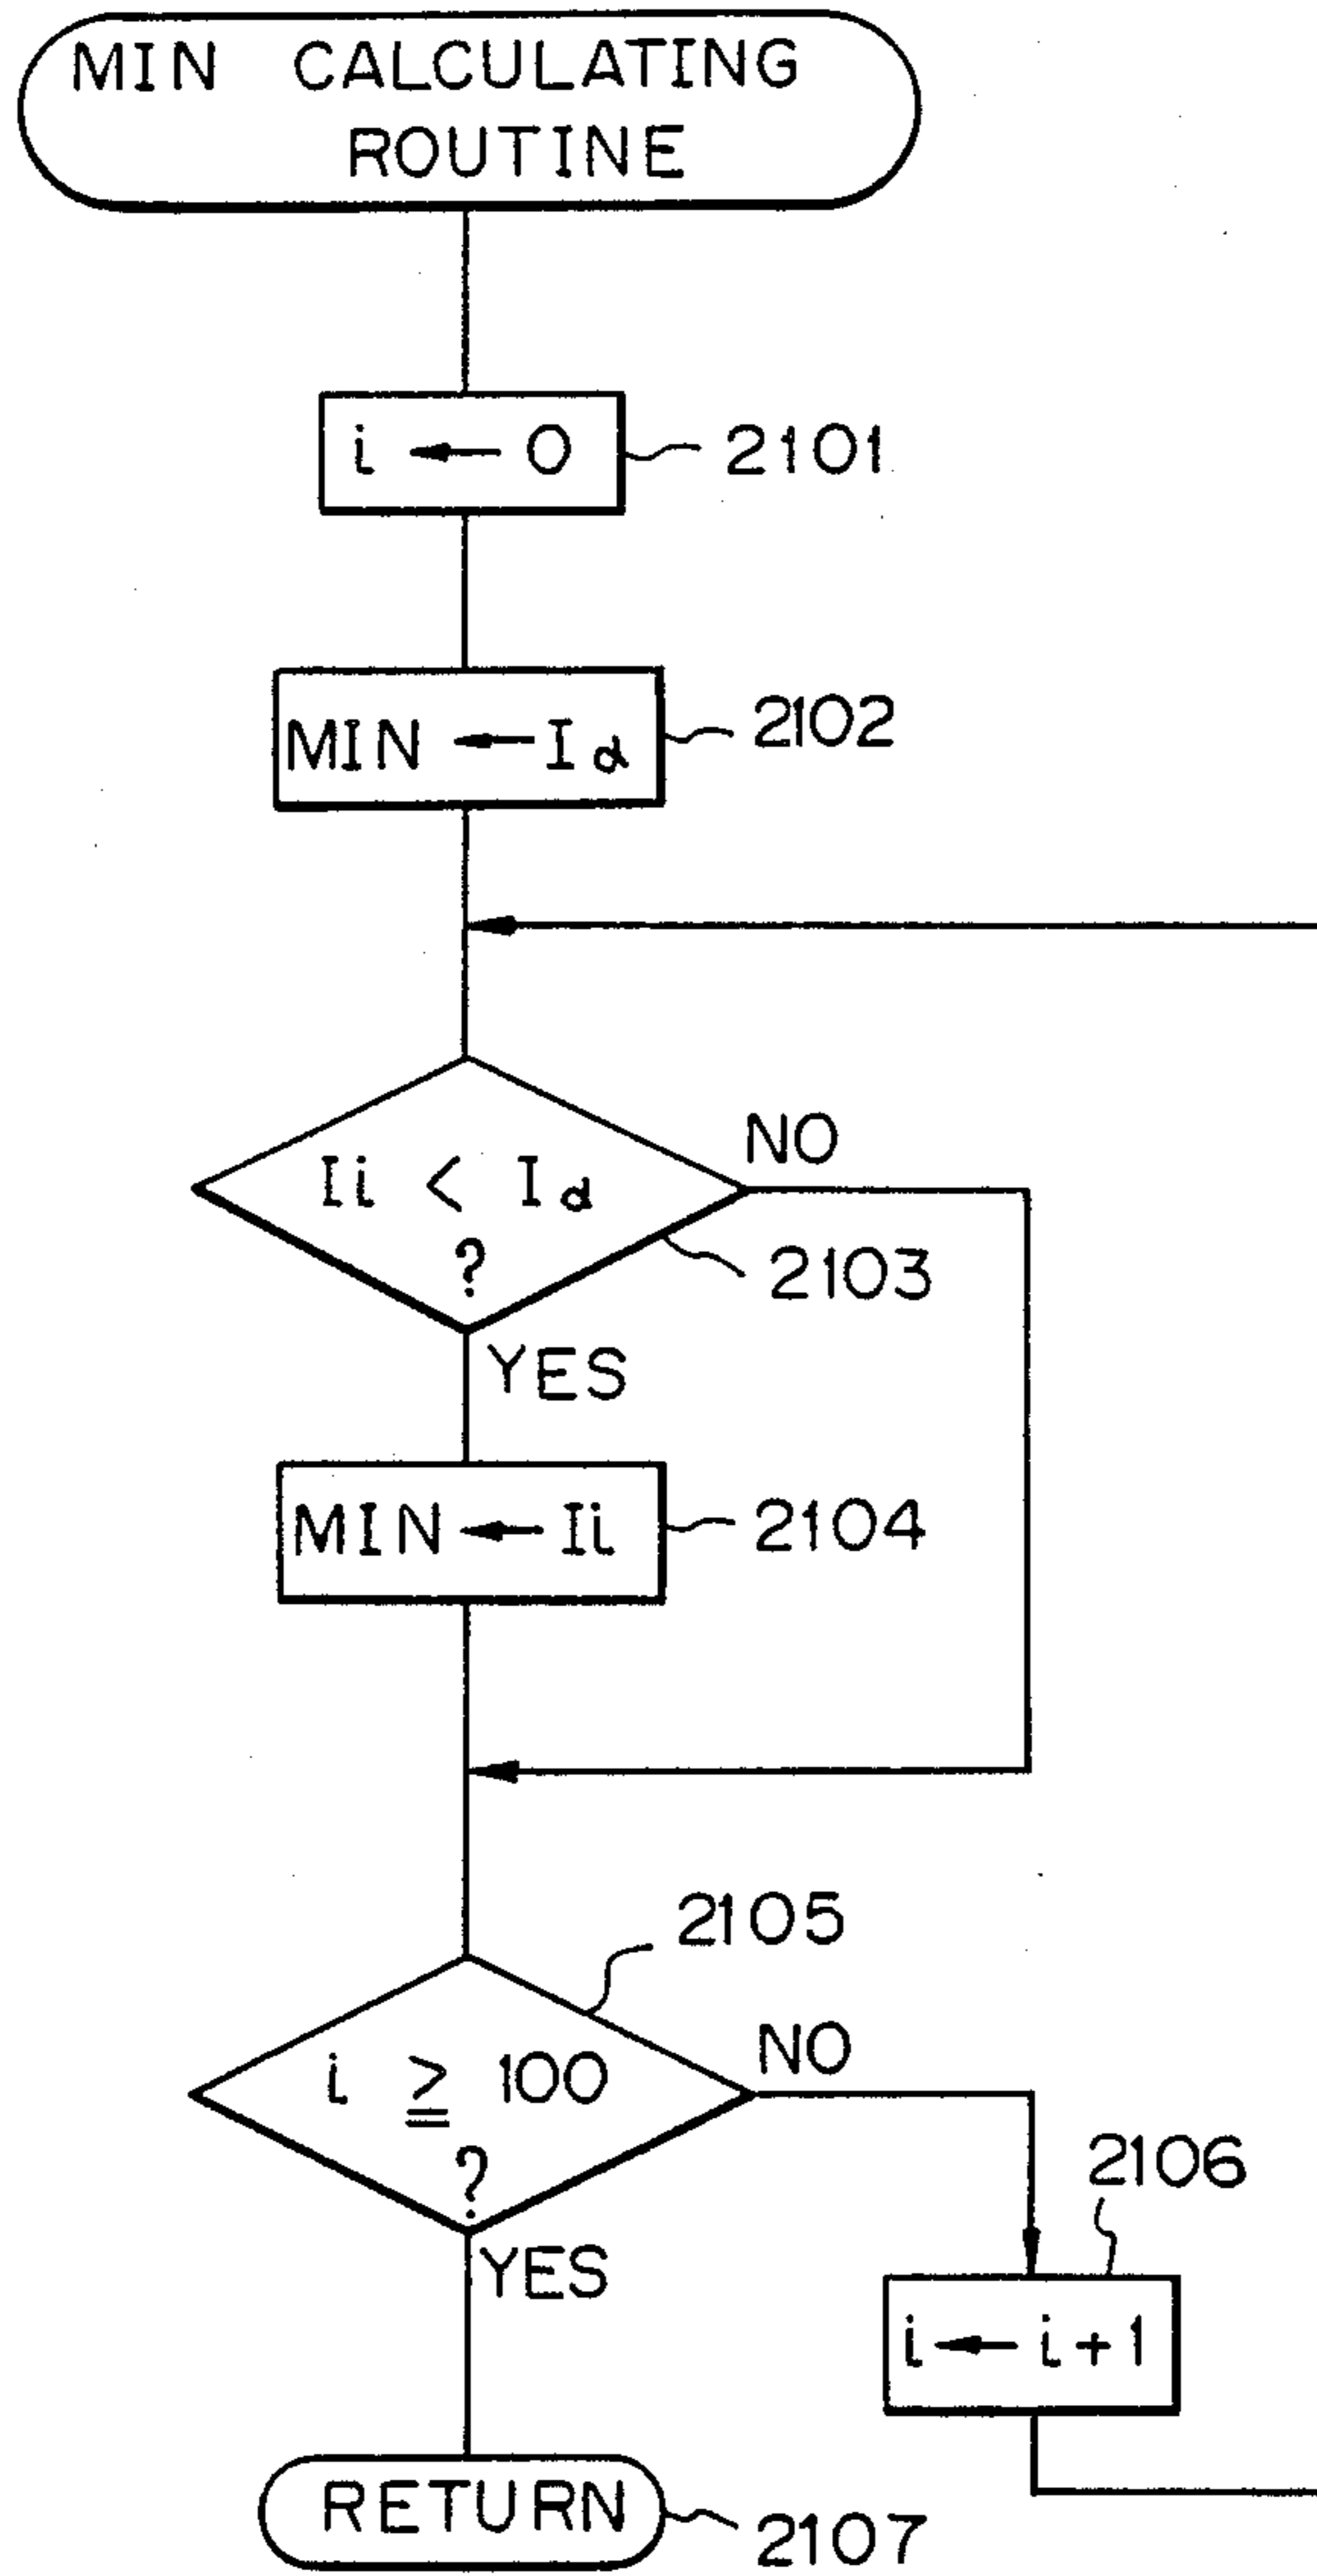 MIN CALCULATING
ROUTINE
i ← 0
2101
MIN ← Iα
2102
Ii < Iα
?
NO
2103
YES
MIN ← Ii
2104
2105
i ≧ 100
?
NO
YES
2106
i ← i+1
RETURN
2107